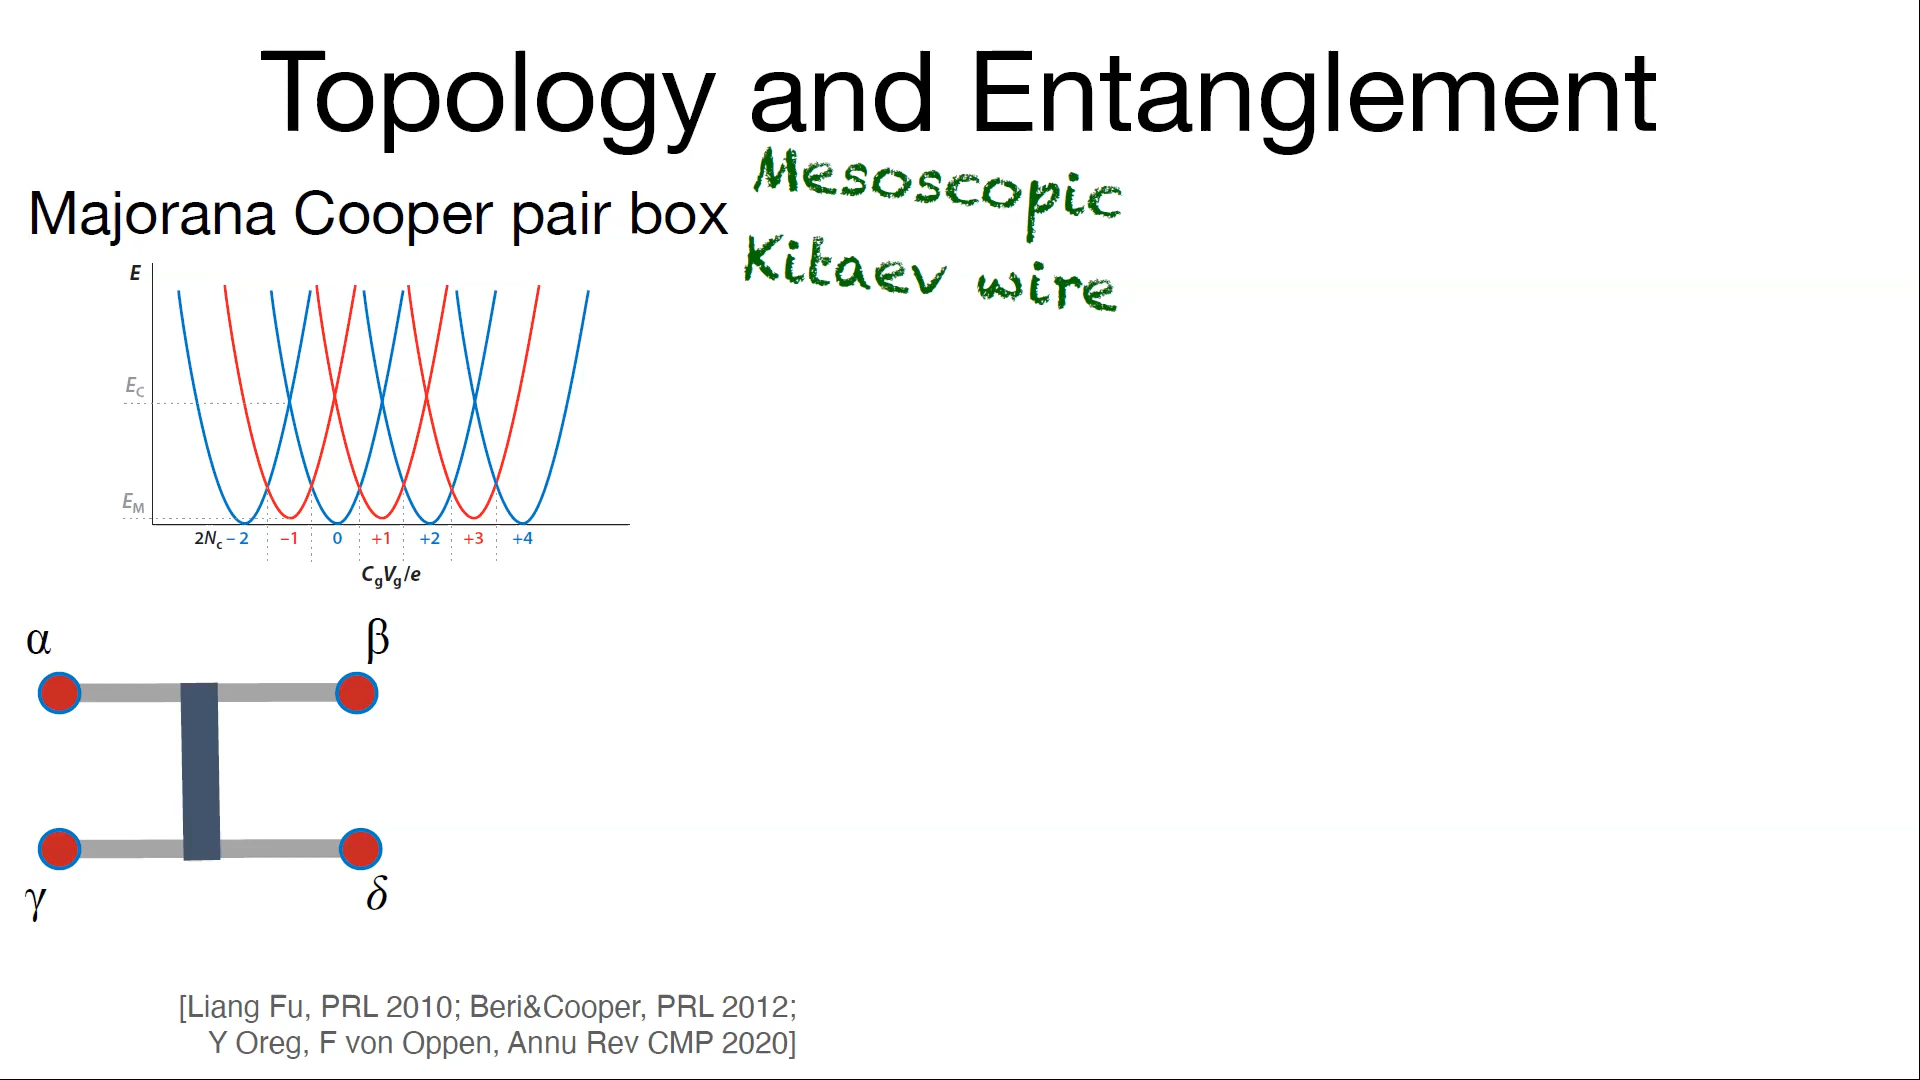 Topology and Entanglement
Majorana Cooper pair box
Mesoscopic
Kitaev wire
E
E_C
E_M
2N_c – 2 –1 0 +1 +2 +3 +4
C_gV_g/e
α β
γ δ
[Liang Fu, PRL 2010; Beri&Cooper, PRL 2012;
Y Oreg, F von Oppen, Annu Rev CMP 2020]